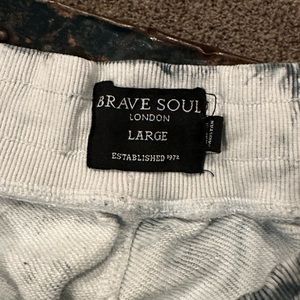 BRAVE SOUL
LONDON
LARGE
ESTABLISHED 1972